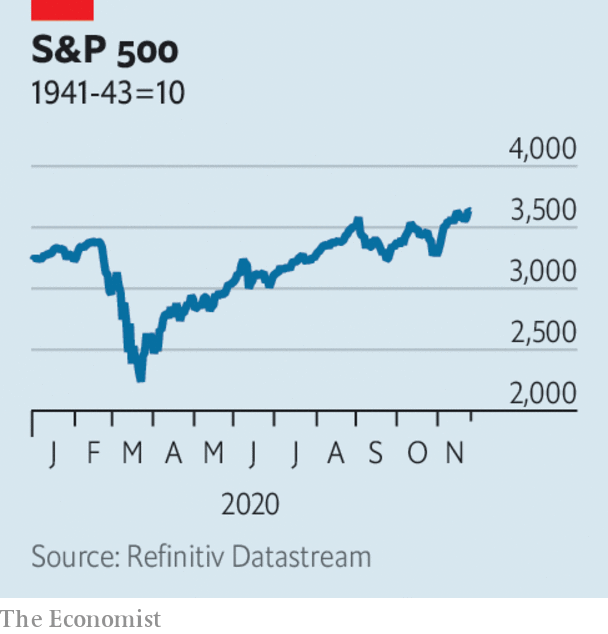 S&P 500
1941-43=10
4,000
3,500
3,000
2,500
2,000
J F M A M J J A S O N
2020
Source: Refinitiv Datastream
The Economist